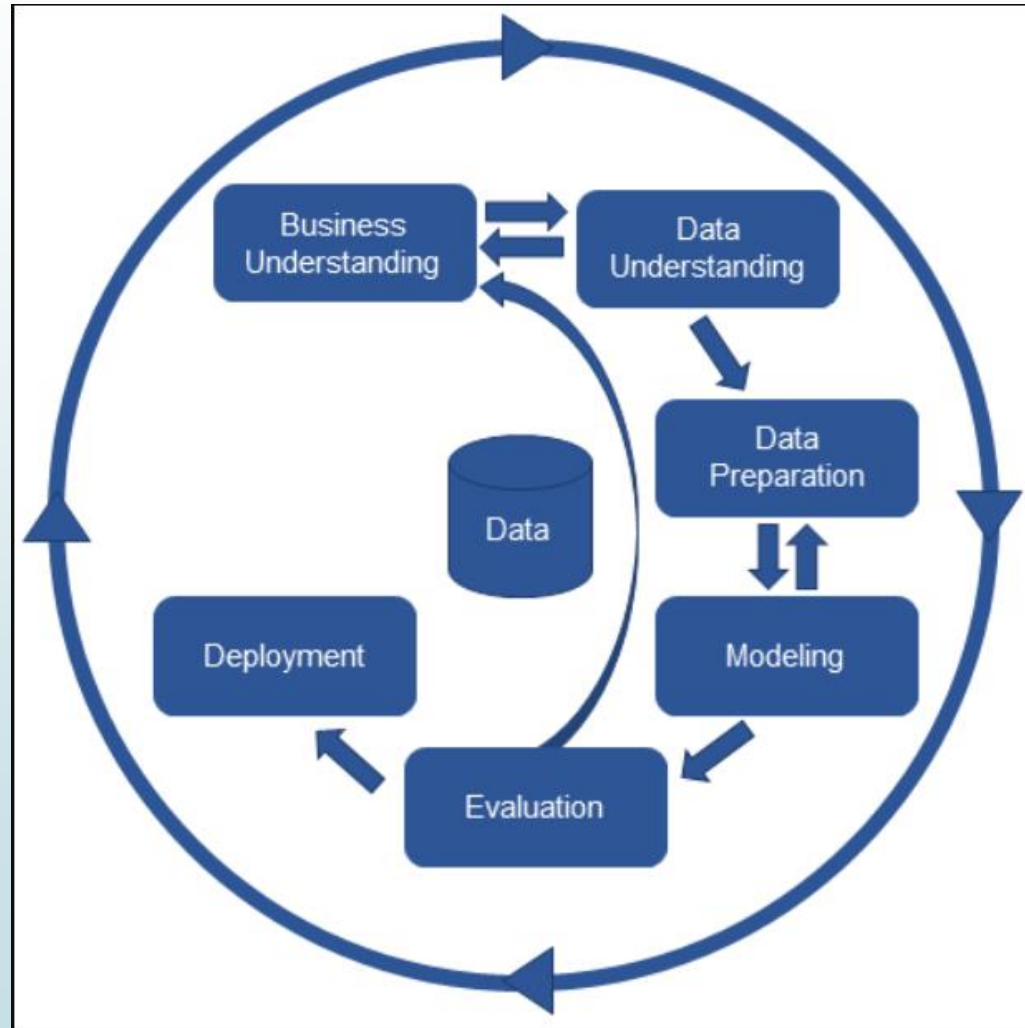 Business
Understanding
Data
Understanding
Data
Preparation
Data
Deployment
Modeling
Evaluation